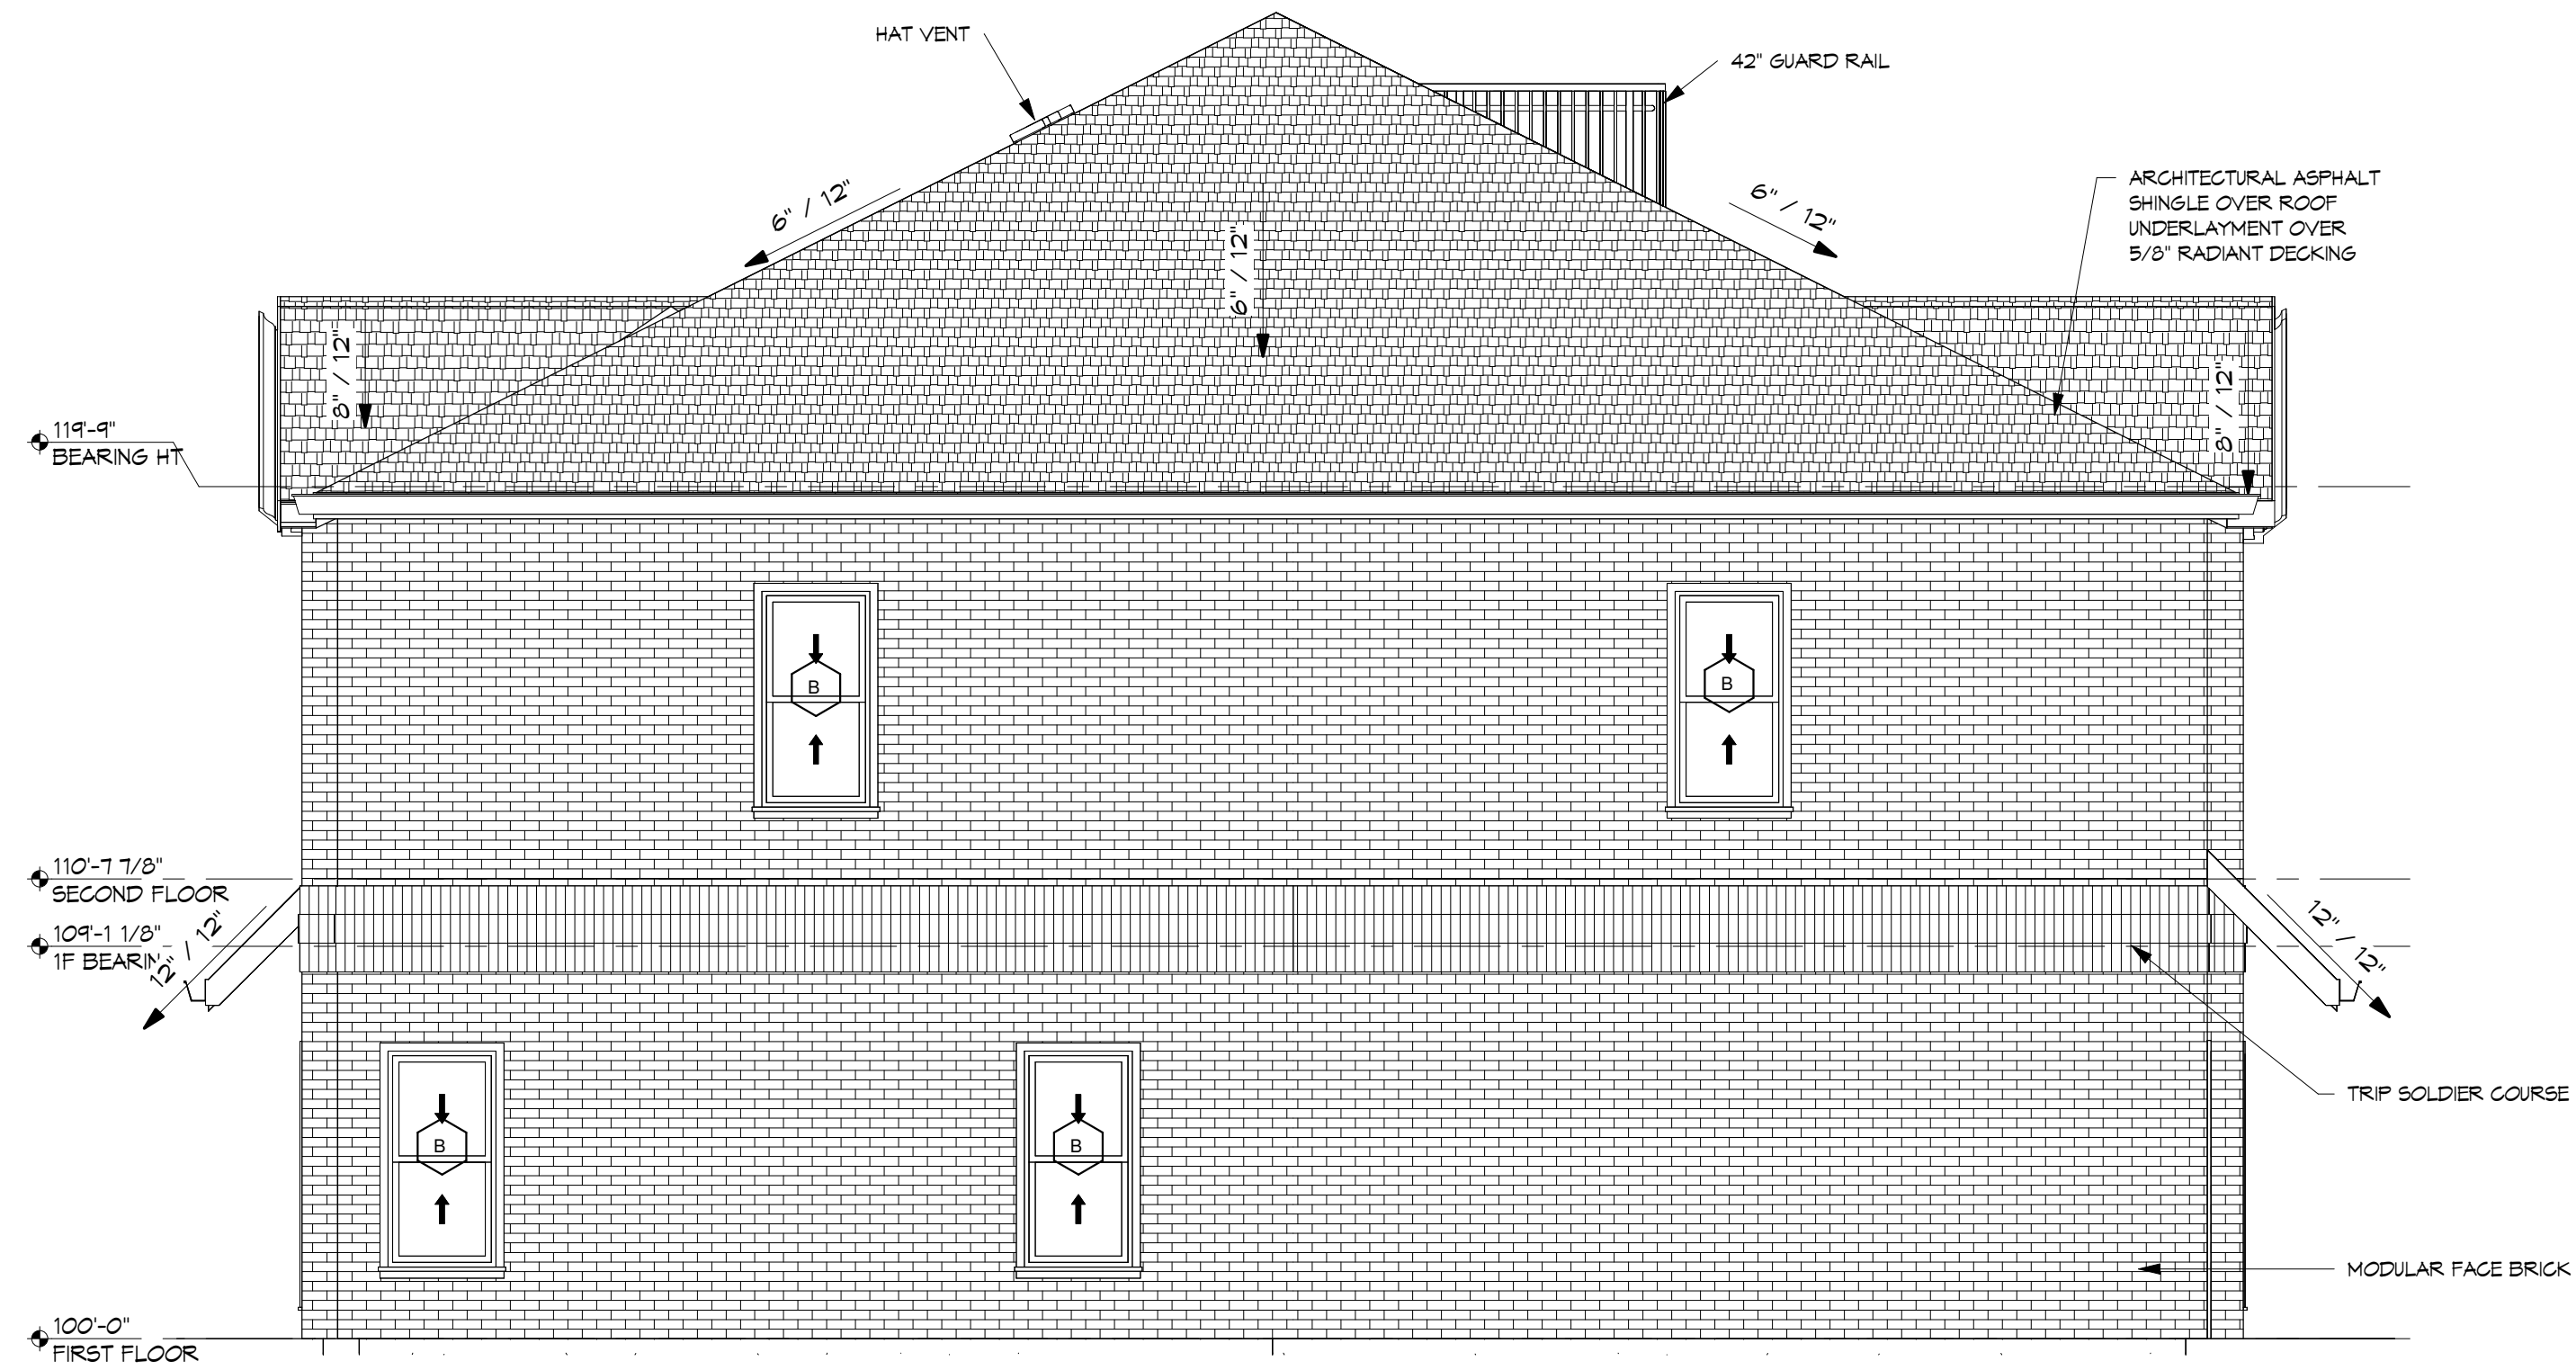 HAT VENT
42" GUARD RAIL
6" / 12"
6" / 12"
6" / 12"
ARCHITECTURAL ASPHALT
SHINGLE OVER ROOF
UNDERLAYMENT OVER
5/8" RADIANT DECKING
8" / 12"
8" / 12"
119'-9"
BEARING HT
B
B
110'-7 7/8"
SECOND FLOOR
109'-1 1/8"
1F BEARIN
12" / 12"
12" / 12"
TRIP SOLDIER COURSE
B
B
MODULAR FACE BRICK
100'-0"
FIRST FLOOR